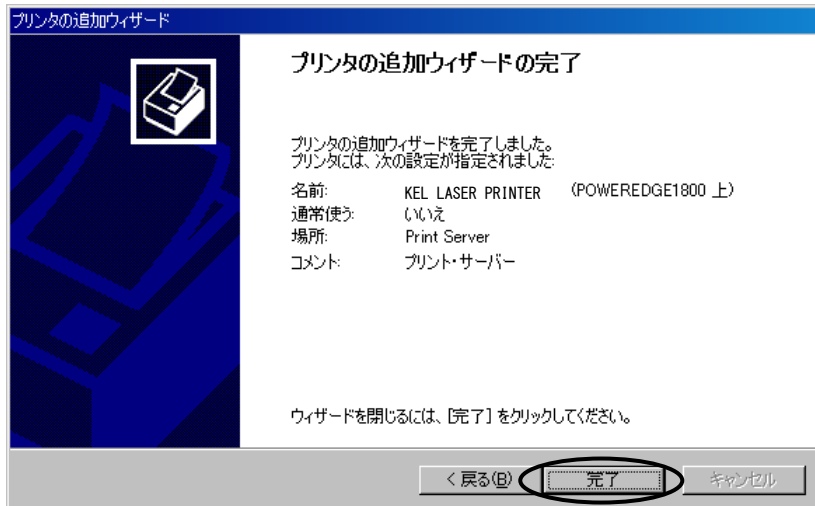 プリンタの追加ウィザード
プリンタの追加ウィザードの完了
プリンタの追加ウィザードを完了しました。
プリンタには、次の設定が指定されました:
名前: KEL LASER PRINTER (POWEREDGE1800 上)
通常使う: いいえ
場所: Print Server
コメント: プリント・サーバー
ウィザードを閉じるには、[完了] をクリックしてください。
< 戻る(B) 完了 キャンセル